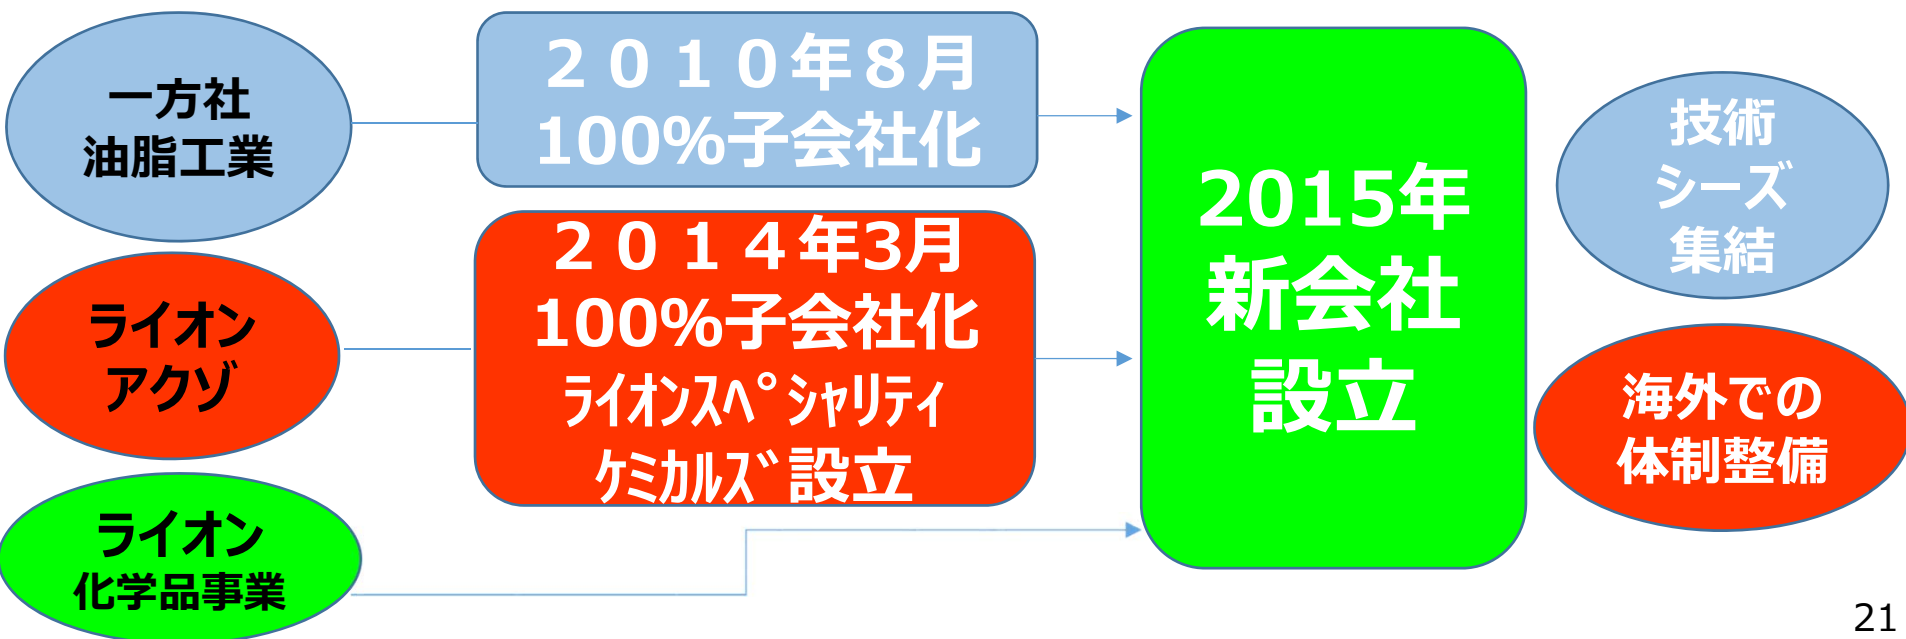 一方社
油脂工業
２０１０年８月
100%子会社化
ライオン
アクゾ
２０１４年3月
100%子会社化
ﾗｲｵﾝｽﾍﾟｼｬﾘﾃｨ
ｹﾐｶﾙｽﾞ設立
ライオン
化学品事業
2015年
新会社
設立
技術
シーズ
集結
海外での
体制整備
21